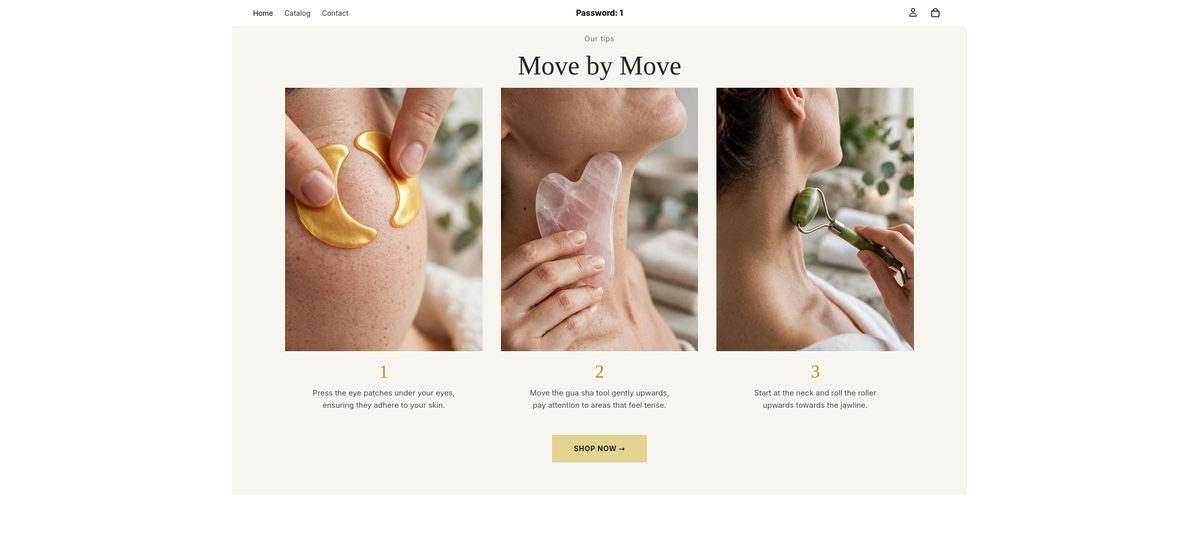 Home Catalog Contact
Password: 1
Our tips
Move by Move
1
Press the eye patches under your eyes,
ensuring they adhere to your skin.
2
Move the gua sha tool gently upwards,
pay attention to areas that feel tense.
3
Start at the neck and roll the roller
upwards towards the jawline.
SHOP NOW →